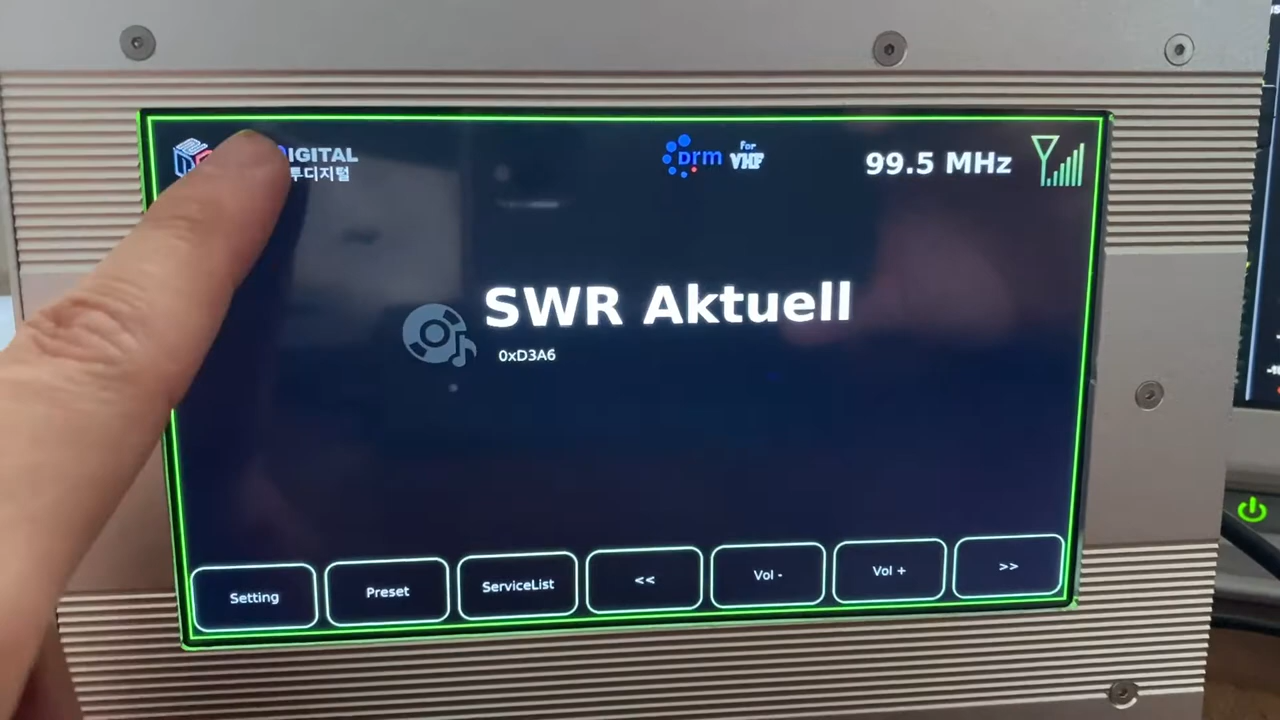 DIGITAL
투디지털
Drm for VHF
99.5 MHz
SWR Aktuell
0xD3A6
Setting
Preset
ServiceList
<<
Vol -
Vol +
>>